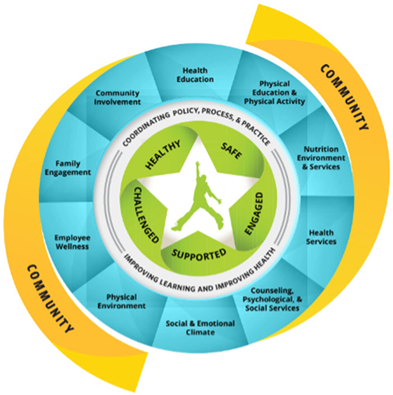 COMMUNITY
Health
Education
Physical
Education &
Physical Activity
Nutrition
Environment
& Services
Health
Services
Counseling,
Psychological, &
Social Services
Social & Emotional
Climate
Physical
Environment
Employee
Wellness
Family
Engagement
Community
Involvement
COORDINATING POLICY, PROCESS, & PRACTICE
IMPROVING LEARNING AND IMPROVING HEALTH
HEALTHY
SAFE
ENGAGED
SUPPORTED
CHALLENGED
COMMUNITY